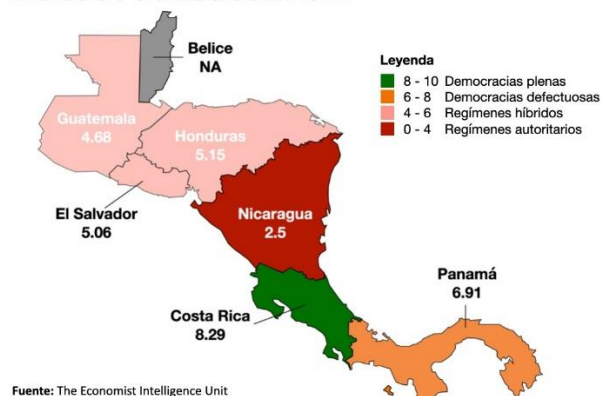 Belice
NA
Leyenda
8 - 10 Democracias plenas
6 - 8 Democracias defectuosas
4 - 6 Regímenes híbridos
0 - 4 Regímenes autoritarios
Guatemala
4.68
Honduras
5.15
El Salvador
5.06
Nicaragua
2.5
Panamá
6.91
Costa Rica
8.29
Fuente: The Economist Intelligence Unit